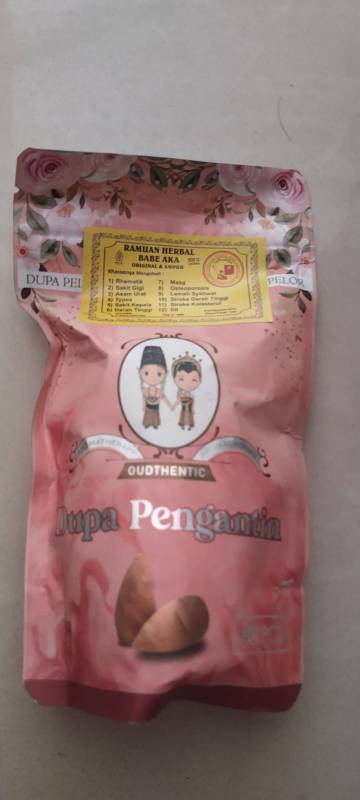 DUPA PEL
PELOR
RAMUAN HERBAL
BABE AKA
ORIGINAL & AMPUH
Khasiatnya Mengobati :
1) Rhematik
2) Sakit Gigi
3) Asam Urat
4) Types
5) Sakit Kepala
6) Darah Tinggi
7) Maag
8) Osteoporosis
9) Lemah Syahwat
10) Stroke Darah Tinggi
11) Stroke Kolesterol
12) Dll
OUDTHENTIC
Dupa Pengantin